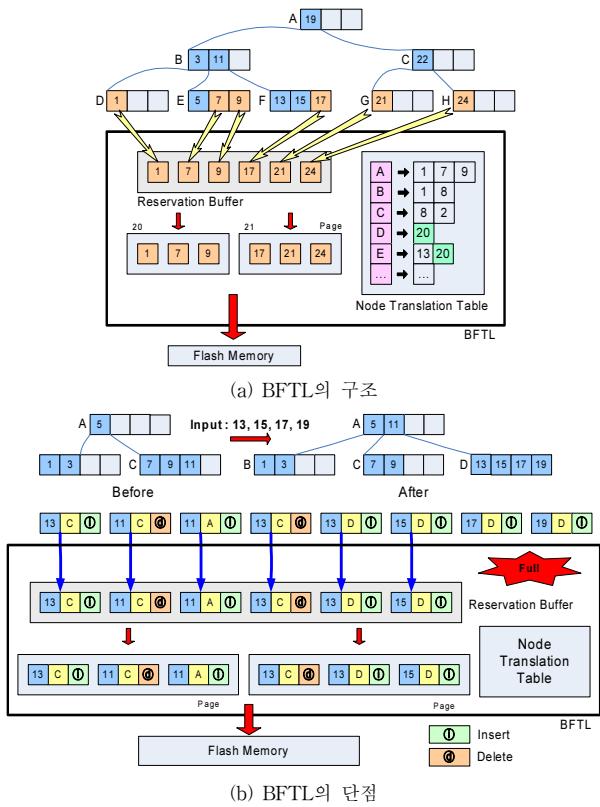 A 19
B 3 11 C 22
D 1 E 5 7 9 F 13 15 17 G 21 H 24
1 7 9 17 21 24
Reservation Buffer
20 21 Page
1 7 9 17 21 24
A 1 7 9
B 1 8
C 8 2
D 20
E 13 20
... ...
Node Translation Table
BFTL
Flash Memory
(a) BFTL의 구조
A 5 Input : 13, 15, 17, 19 A 5 11
1 3 C 7 9 11 B 1 3 C 7 9 D 13 15 17 19
Before After
13 C I 11 C d 11 A I 13 C d 13 D I 15 D I 17 D I 19 D I
Full
13 C I 11 C d 11 A I 13 C d 13 D I 15 D I
Reservation Buffer
Node
Translation
Table
13 C I 11 C d 11 A I 13 C d 13 D I 15 D I
Page Page
BFTL
Flash Memory
I Insert
d Delete
(b) BFTL의 단점